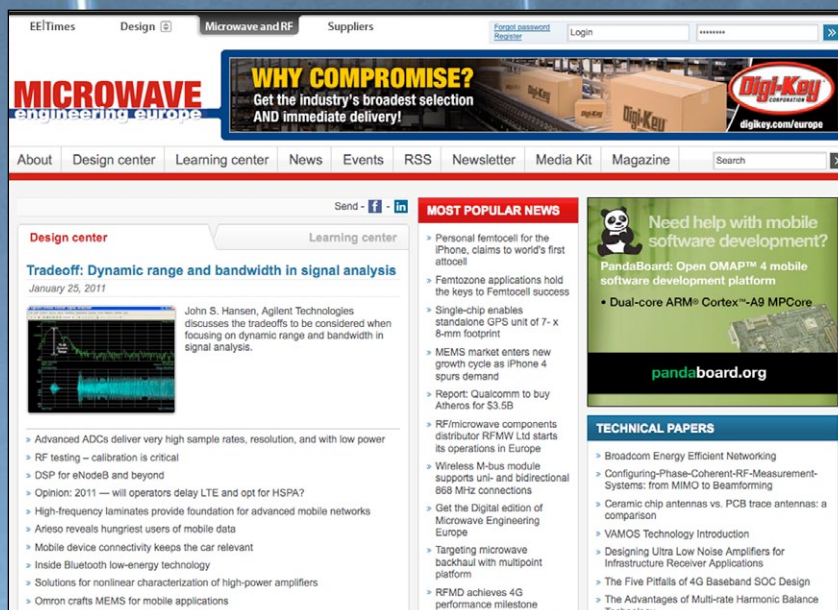 EE|Times Design Microwave and RF Suppliers
Forgot password
Register
Login
••••••••
»
MICROWAVE
engineering europe
WHY COMPROMISE?
Get the industry's broadest selection
AND immediate delivery!
Digi-Key
Digi-Key
Digi-Key
CORPORATION
digikey.com/europe
About Design center Learning center News Events RSS Newsletter Media Kit Magazine
Search
Send - f - in
Design center
Learning center
Tradeoff: Dynamic range and bandwidth in signal analysis
January 25, 2011
John S. Hansen, Agilent Technologies
discusses the tradeoffs to be considered when
focusing on dynamic range and bandwidth in
signal analysis.
» Advanced ADCs deliver very high sample rates, resolution, and with low power
» RF testing – calibration is critical
» DSP for eNodeB and beyond
» Opinion: 2011 — will operators delay LTE and opt for HSPA?
» High-frequency laminates provide foundation for advanced mobile networks
» Arieso reveals hungriest users of mobile data
» Mobile device connectivity keeps the car relevant
» Inside Bluetooth low-energy technology
» Solutions for nonlinear characterization of high-power amplifiers
» Omron crafts MEMS for mobile applications
MOST POPULAR NEWS
» Personal femtocell for the
iPhone, claims to world's first
attocell
» Femtozone applications hold
the keys to Femtocell success
» Single-chip enables
standalone GPS unit of 7- x
8-mm footprint
» MEMS market enters new
growth cycle as iPhone 4
spurs demand
» Report: Qualcomm to buy
Atheros for $3.5B
» RF/microwave components
distributor RFMW Ltd starts
its operations in Europe
» Wireless M-bus module
supports uni- and bidirectional
868 MHz connections
» Get the Digital edition of
Microwave Engineering
Europe
» Targeting microwave
backhaul with multipoint
platform
» RFMD achieves 4G
performance milestone
Need help with mobile
software development?
PandaBoard: Open OMAP™ 4 mobile
software development platform
• Dual-core ARM® Cortex™-A9 MPCore
pandaboard.org
TECHNICAL PAPERS
» Broadcom Energy Efficient Networking
» Configuring-Phase-Coherent-RF-Measurement-
Systems: from MIMO to Beamforming
» Ceramic chip antennas vs. PCB trace antennas: a
comparison
» VAMOS Technology Introduction
» Designing Ultra Low Noise Amplifiers for
Infrastructure Receiver Applications
» The Five Pitfalls of 4G Baseband SOC Design
» The Advantages of Multi-rate Harmonic Balance